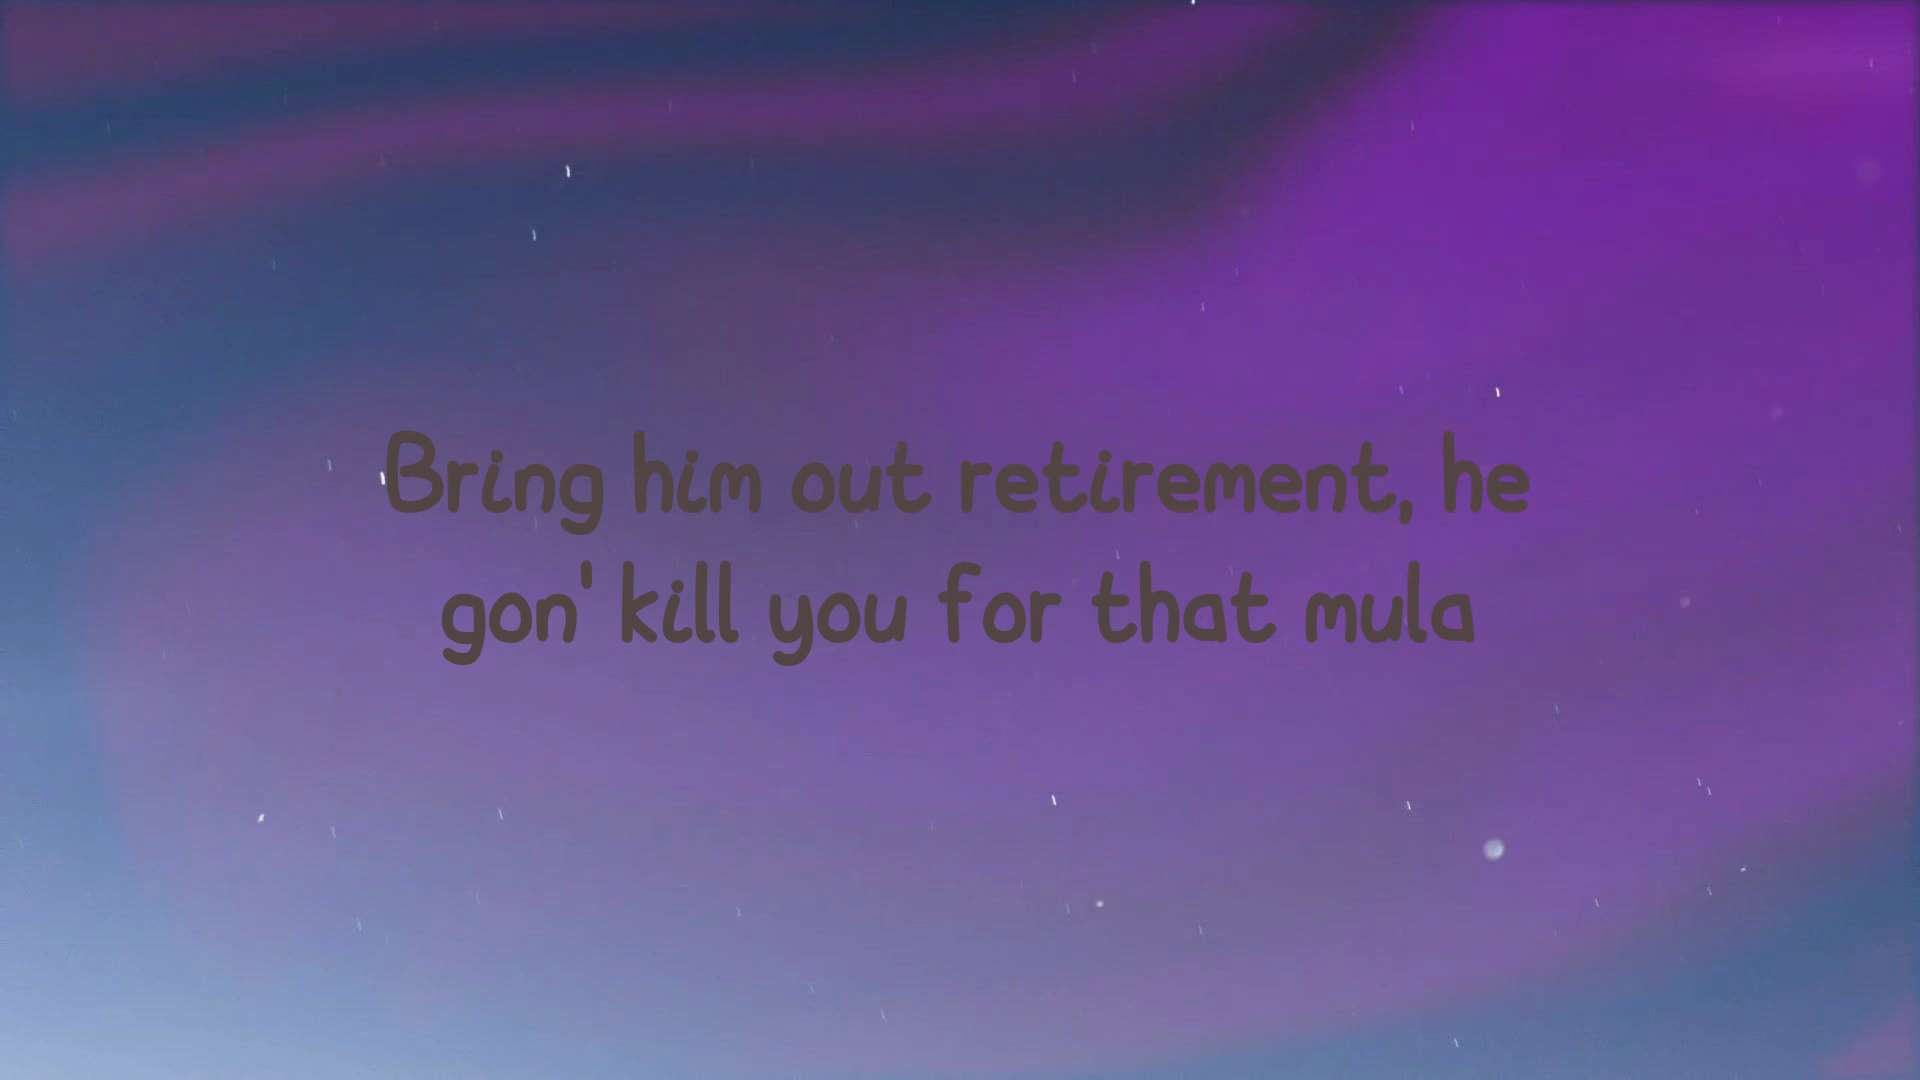 Bring him out retirement, he
gon' kill you for that mula